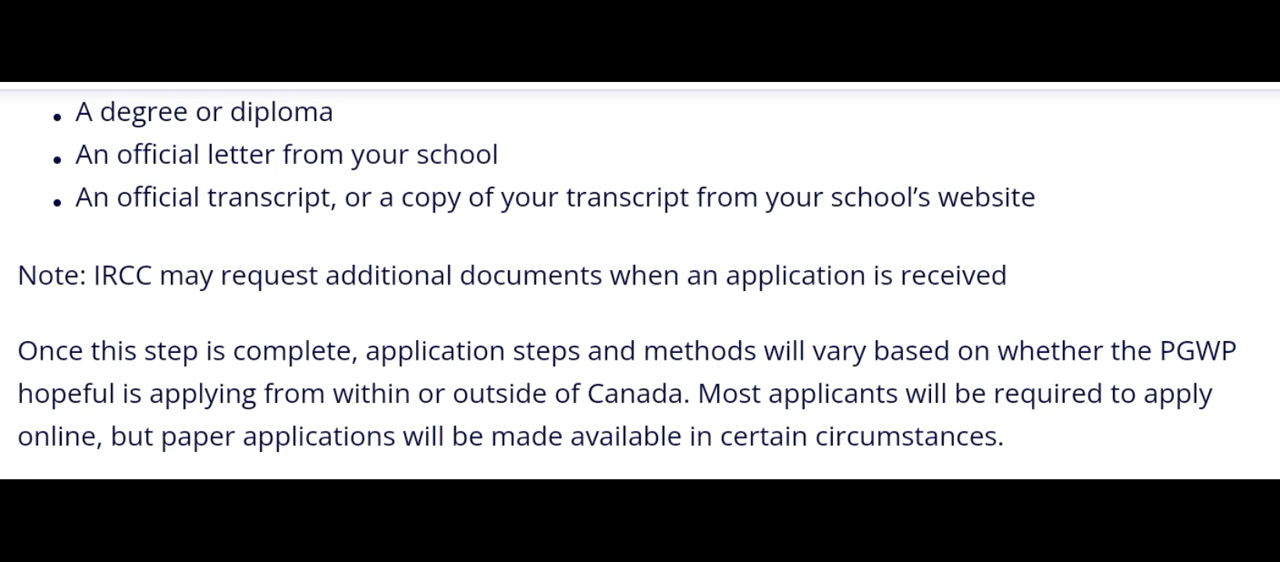 • A degree or diploma
• An official letter from your school
• An official transcript, or a copy of your transcript from your school’s website
Note: IRCC may request additional documents when an application is received
Once this step is complete, application steps and methods will vary based on whether the PGWP
hopeful is applying from within or outside of Canada. Most applicants will be required to apply
online, but paper applications will be made available in certain circumstances.